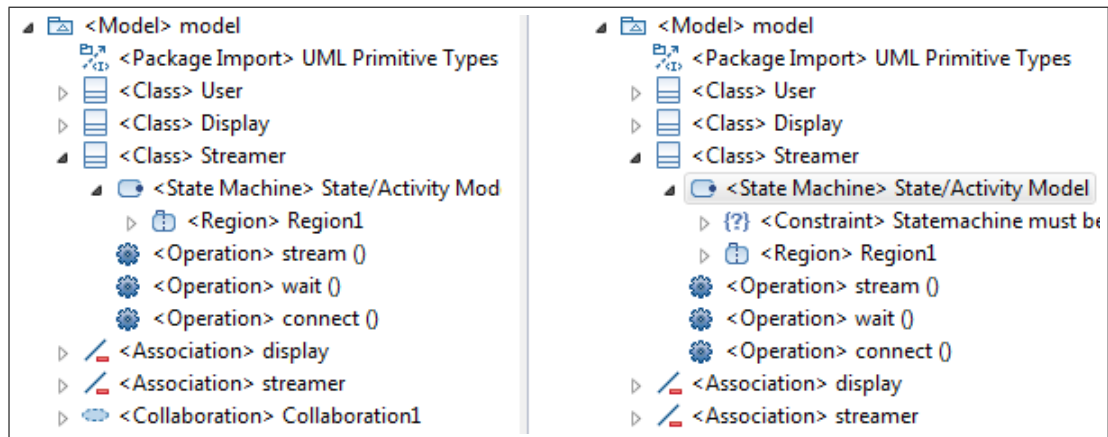 <Model> model
<Package Import> UML Primitive Types
<Class> User
<Class> Display
<Class> Streamer
<State Machine> State/Activity Mod
<Region> Region1
<Operation> stream ()
<Operation> wait ()
<Operation> connect ()
<Association> display
<Association> streamer
<Collaboration> Collaboration1
<Model> model
<Package Import> UML Primitive Types
<Class> User
<Class> Display
<Class> Streamer
<State Machine> State/Activity Model
{?} <Constraint> Statemachine must be
<Region> Region1
<Operation> stream ()
<Operation> wait ()
<Operation> connect ()
<Association> display
<Association> streamer